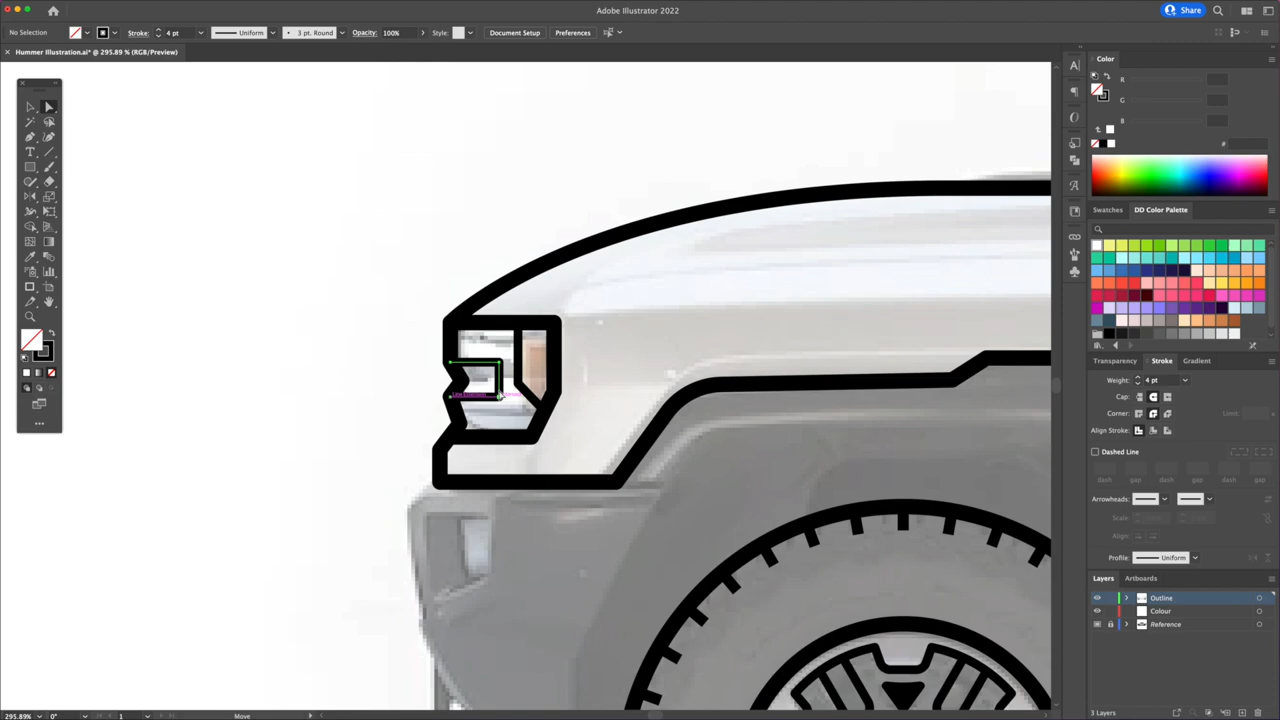 Adobe Illustrator 2022
Share
No Selection
Stroke:
4 pt
Uniform
3 pt. Round
Opacity:
100%
Style:
Document Setup
Preferences
Hummer Illustration.ai* @ 295.89 % (RGB/Preview)
Color
R
G
B
#
Swatches
DD Color Palette
Transparency
Stroke
Gradient
Weight:
4 pt
Cap:
Corner:
Limit:
Align Stroke:
Dashed Line
dash
gap
dash
gap
dash
gap
Arrowheads:
Scale:
Align:
Profile:
Uniform
Layers
Artboards
Outline
Colour
Reference
3 Layers
295.89%
0°
1
Move